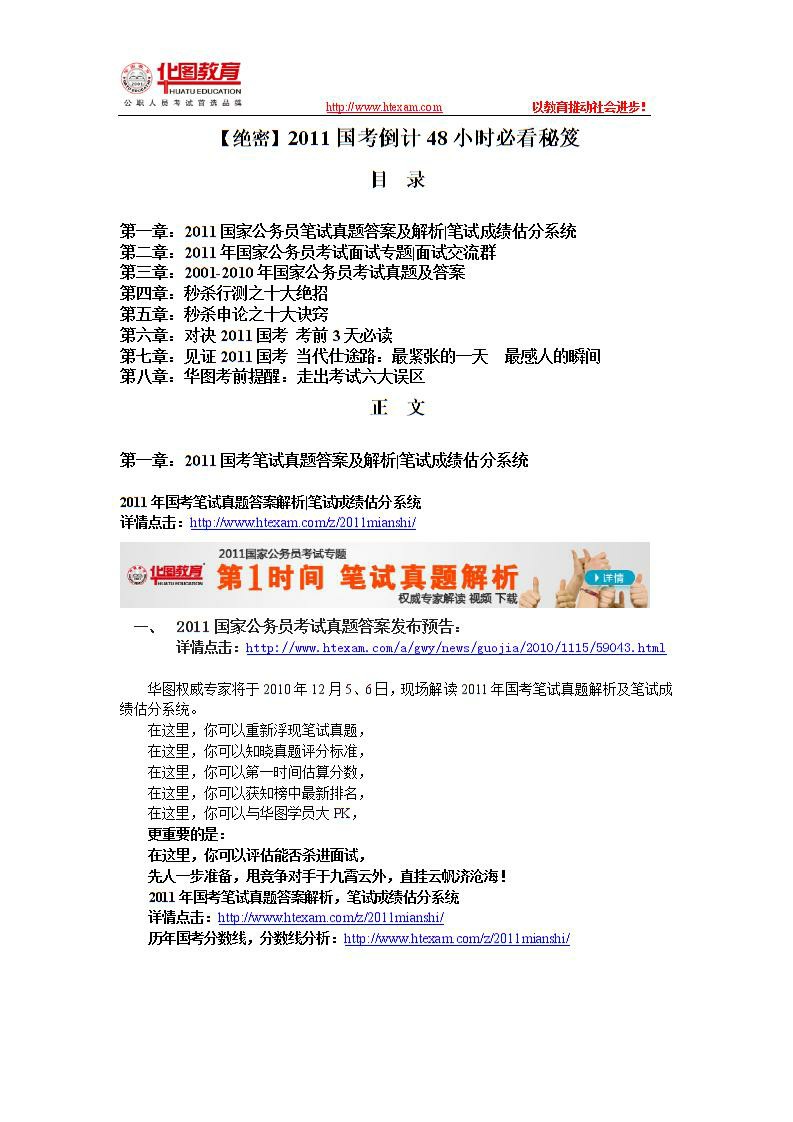 华图教育
HUATU EDUCATION
公职人员考试首选品牌
http://www.htexam.com 以教育推动社会进步！
【绝密】2011 国考倒计 48 小时必看秘笈
目 录
第一章：2011 国家公务员笔试真题答案及解析|笔试成绩估分系统
第二章：2011 年国家公务员考试面试专题|面试交流群
第三章：2001-2010 年国家公务员考试真题及答案
第四章：秒杀行测之十大绝招
第五章：秒杀申论之十大诀窍
第六章：对决 2011 国考 考前 3 天必读
第七章：见证 2011 国考 当代仕途路：最紧张的一天 最感人的瞬间
第八章：华图考前提醒：走出考试六大误区
正 文
第一章：2011 国考笔试真题答案及解析|笔试成绩估分系统
2011 年国考笔试真题答案解析|笔试成绩估分系统
详情点击：http://www.htexam.com/z/2011mianshi/
华图教育
HUATU EDUCATION
2011国家公务员考试专题
第1时间 笔试真题解析
详情
权威专家解读 视频 下载
一、 2011 国家公务员考试真题答案发布预告：
详情点击：http://www.htexam.com/a/gwy/news/guojia/2010/1115/59043.html
华图权威专家将于 2010 年 12 月 5、6 日，现场解读 2011 年国考笔试真题解析及笔试成
绩估分系统。
在这里，你可以重新浮现笔试真题，
在这里，你可以知晓真题评分标准，
在这里，你可以第一时间估算分数，
在这里，你可以获知榜中最新排名，
在这里，你可以与华图学员大 PK，
更重要的是：
在这里，你可以评估能否杀进面试，
先人一步准备，甩竞争对手于九霄云外，直挂云帆济沧海！
2011 年国考笔试真题答案解析，笔试成绩估分系统
详情点击：http://www.htexam.com/z/2011mianshi/
历年国考分数线，分数线分析：http://www.htexam.com/z/2011mianshi/